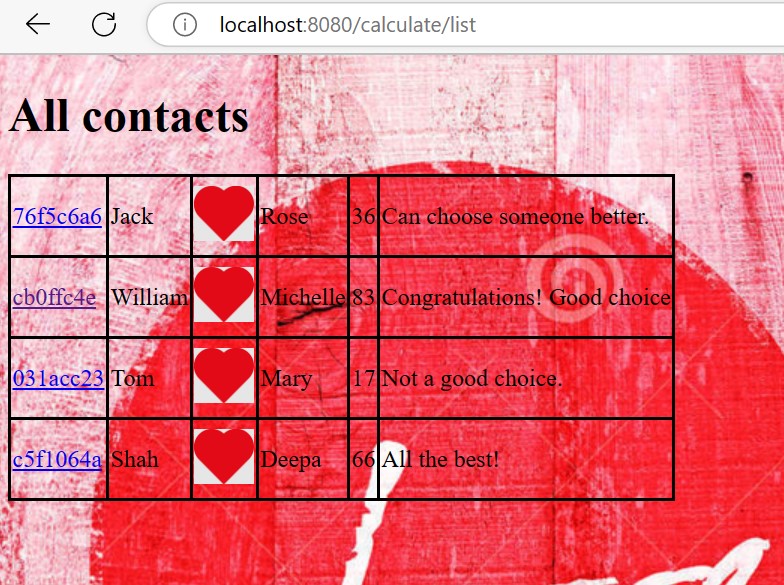 localhost:8080/calculate/list
All contacts
76f5c6a6 Jack Rose 36 Can choose someone better.
cb0ffc4e William Michelle 83 Congratulations! Good choice
031acc23 Tom Mary 17 Not a good choice.
c5f1064a Shah Deepa 66 All the best!